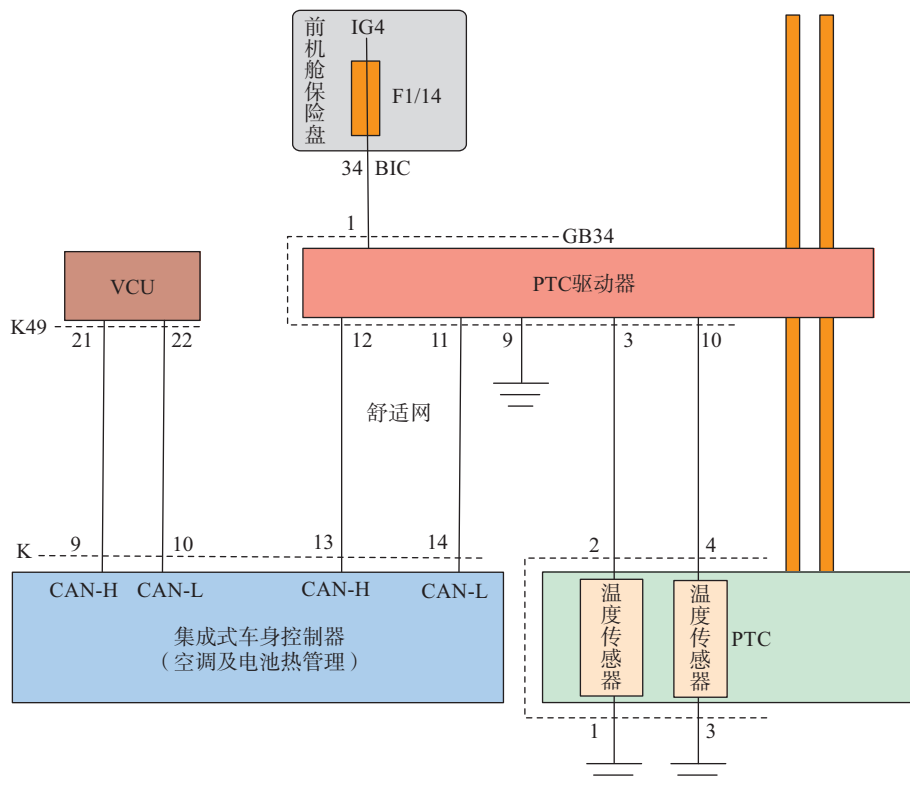 前机舱保险盘
IG4
F1/14
34 BIC
1
GB34
VCU
PTC驱动器
K49
21
22
12
11
9
3
10
舒适网
K
9
10
13
14
2
4
CAN-H
CAN-L
CAN-H
CAN-L
集成式车身控制器
（空调及电池热管理）
温度传感器
温度传感器
PTC
1
3